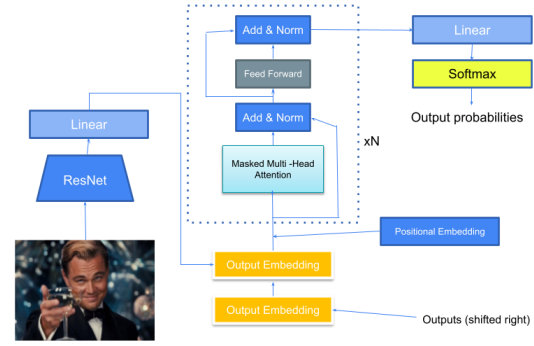 Add & Norm
Linear
Feed Forward
Softmax
Add & Norm
Output probabilities
Linear
xN
Masked Multi -Head
Attention
ResNet
Positional Embedding
Output Embedding
Output Embedding
Outputs (shifted right)